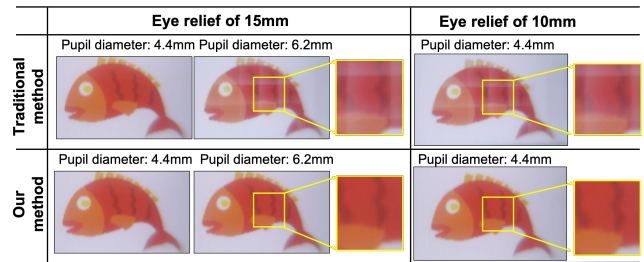 Eye relief of 15mm
Eye relief of 10mm
Pupil diameter: 4.4mm
Pupil diameter: 6.2mm
Pupil diameter: 4.4mm
Traditional
method
Pupil diameter: 4.4mm
Pupil diameter: 6.2mm
Pupil diameter: 4.4mm
Our
method